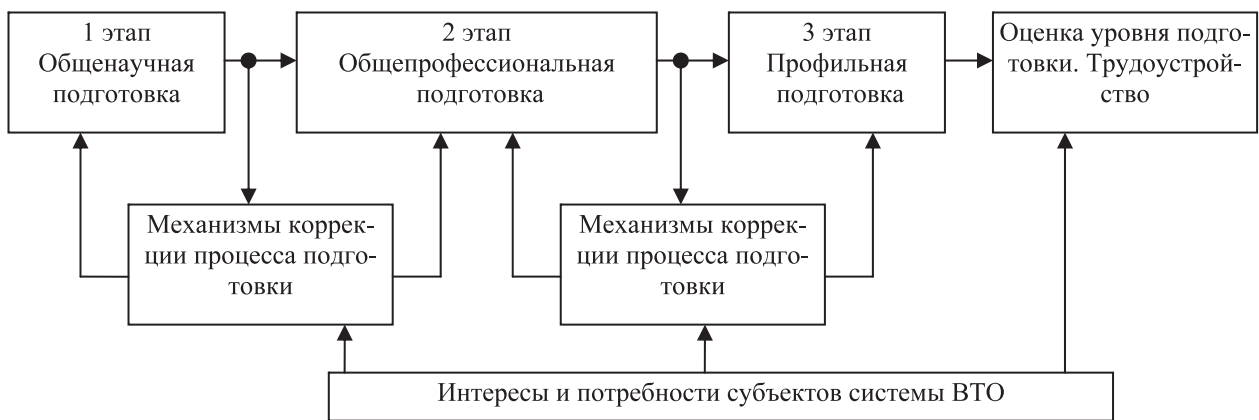 1 этап
Общенаучная
подготовка
2 этап
Общепрофессиональная
подготовка
3 этап
Профильная
подготовка
Оценка уровня подго-
товки. Трудоустрой-
ство
Механизмы коррек-
ции процесса подго-
товки
Механизмы коррек-
ции процесса подго-
товки
Интересы и потребности субъектов системы ВТО